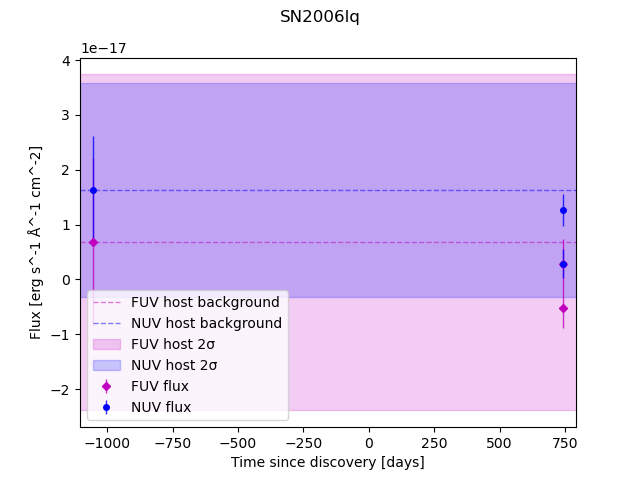 SN2006lq
1e−17
4
3
2
1
0
−1
−2
Flux [erg s^-1 Å^-1 cm^-2]
FUV host background
NUV host background
FUV host 2σ
NUV host 2σ
FUV flux
NUV flux
−1000 −750 −500 −250 0 250 500 750
Time since discovery [days]